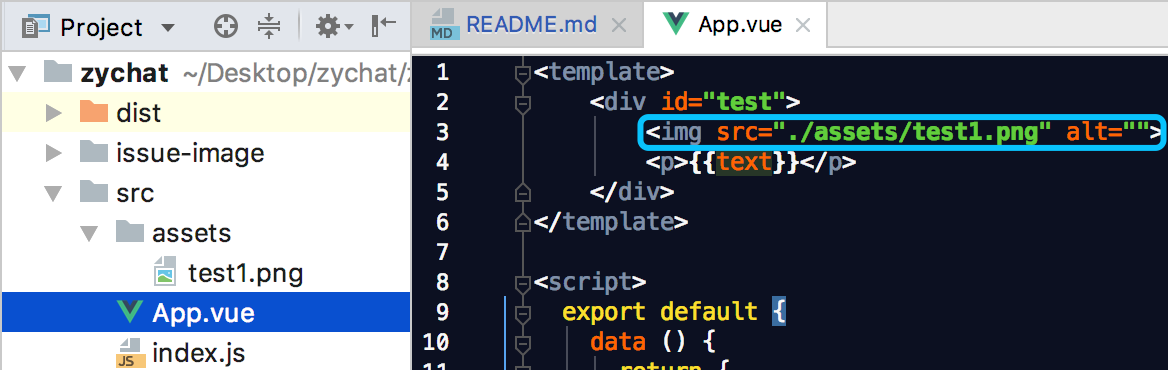 Project
zychat ~/Desktop/zychat/
dist
issue-image
src
assets
test1.png
App.vue
JS index.js
MD README.md
App.vue
1 <template>
2 <div id="test">
3 <img src="./assets/test1.png" alt="">
4 <p>{{text}}</p>
5 </div>
6 </template>
7
8 <script>
9 export default {
10 data () {
11 return {